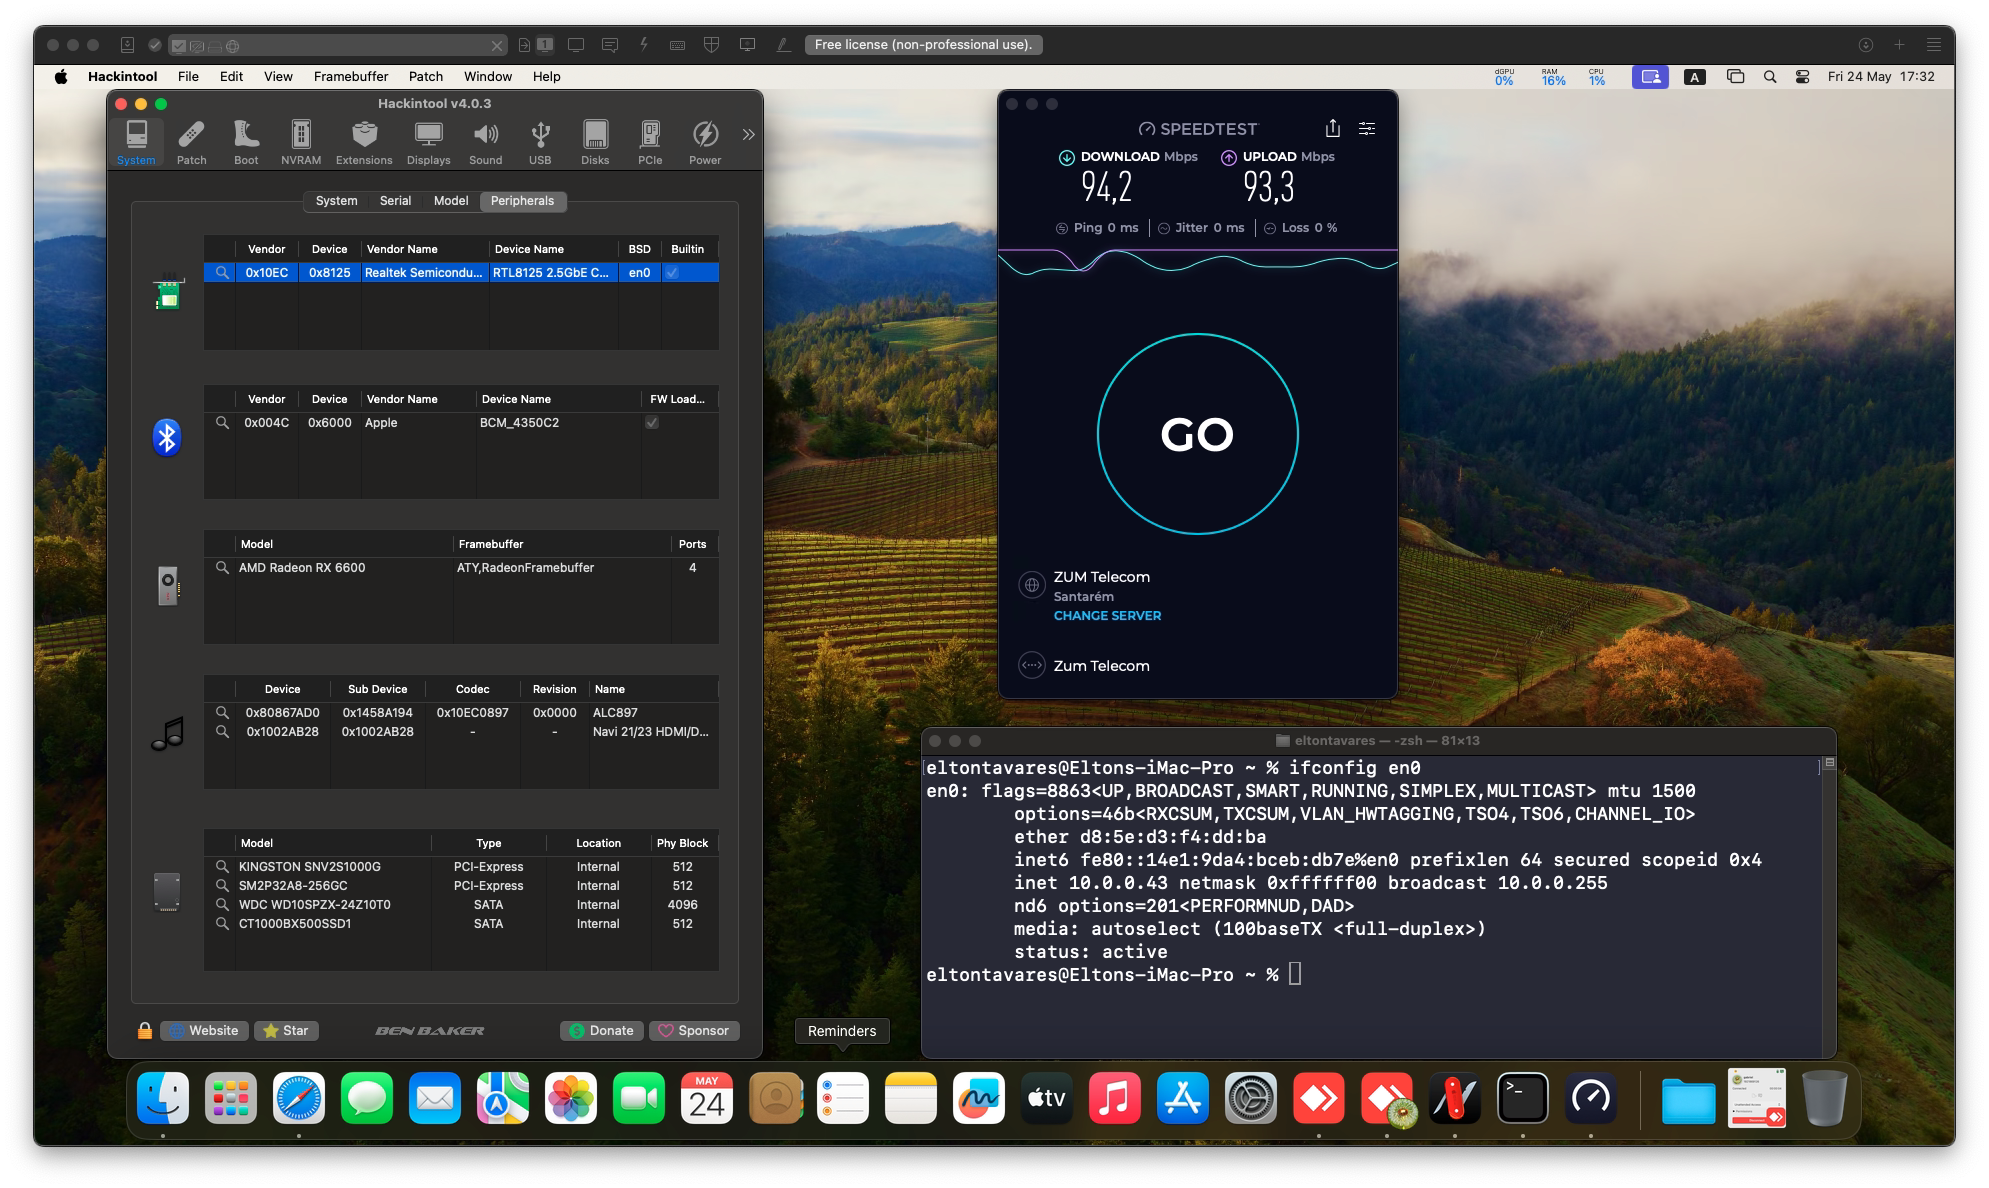 1
Free license (non-professional use).
Hackintool File Edit View Framebuffer Patch Window Help
dGPU 0% RAM 16% CPU 1% A Fri 24 May 17:32
Hackintool v4.0.3
System Patch Boot NVRAM Extensions Displays Sound USB Disks PCIe Power
System Serial Model Peripherals
Vendor Device Vendor Name Device Name BSD Builtin
0x10EC 0x8125 Realtek Semicondu... RTL8125 2.5GbE C... en0
Vendor Device Vendor Name Device Name FW Load...
0x004C 0x6000 Apple BCM_4350C2
Model Framebuffer Ports
AMD Radeon RX 6600 ATY,RadeonFramebuffer 4
Device Sub Device Codec Revision Name
0x80867AD0 0x1458A194 0x10EC0897 0x0000 ALC897
0x1002AB28 0x1002AB28 - - Navi 21/23 HDMI/D...
Model Type Location Phy Block
KINGSTON SNV2S1000G PCI-Express Internal 512
SM2P32A8-256GC PCI-Express Internal 512
WDC WD10SPZX-24Z10T0 SATA Internal 4096
CT1000BX500SSD1 SATA Internal 512
Website Star BEN BAKER Donate Sponsor
SPEEDTEST
DOWNLOAD Mbps UPLOAD Mbps
94,2 93,3
Ping 0 ms Jitter 0 ms Loss 0 %
GO
ZUM Telecom
Santarém
CHANGE SERVER
Zum Telecom
eltontavares — -zsh — 81×13
[eltontavares@Eltons-iMac-Pro ~ % ifconfig en0 ]
en0: flags=8863<UP,BROADCAST,SMART,RUNNING,SIMPLEX,MULTICAST> mtu 1500
options=46b<RXCSUM,TXCSUM,VLAN_HWTAGGING,TSO4,TSO6,CHANNEL_IO>
ether d8:5e:d3:f4:dd:ba
inet6 fe80::14e1:9da4:bceb:db7e%en0 prefixlen 64 secured scopeid 0x4
inet 10.0.0.43 netmask 0xffffff00 broadcast 10.0.0.255
nd6 options=201<PERFORMNUD,DAD>
media: autoselect (100baseTX <full-duplex>)
status: active
eltontavares@Eltons-iMac-Pro ~ %
Reminders
MAY
24
tv
>_